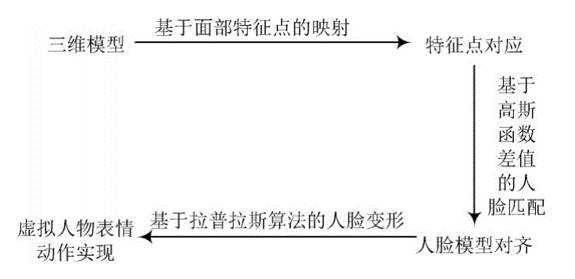 基于面部特征点的映射
三维模型
特征点对应
基于
高斯
函数
差值
的人
脸匹配
基于拉普拉斯算法的人脸变形
虚拟人物表情
动作实现
人脸模型对齐